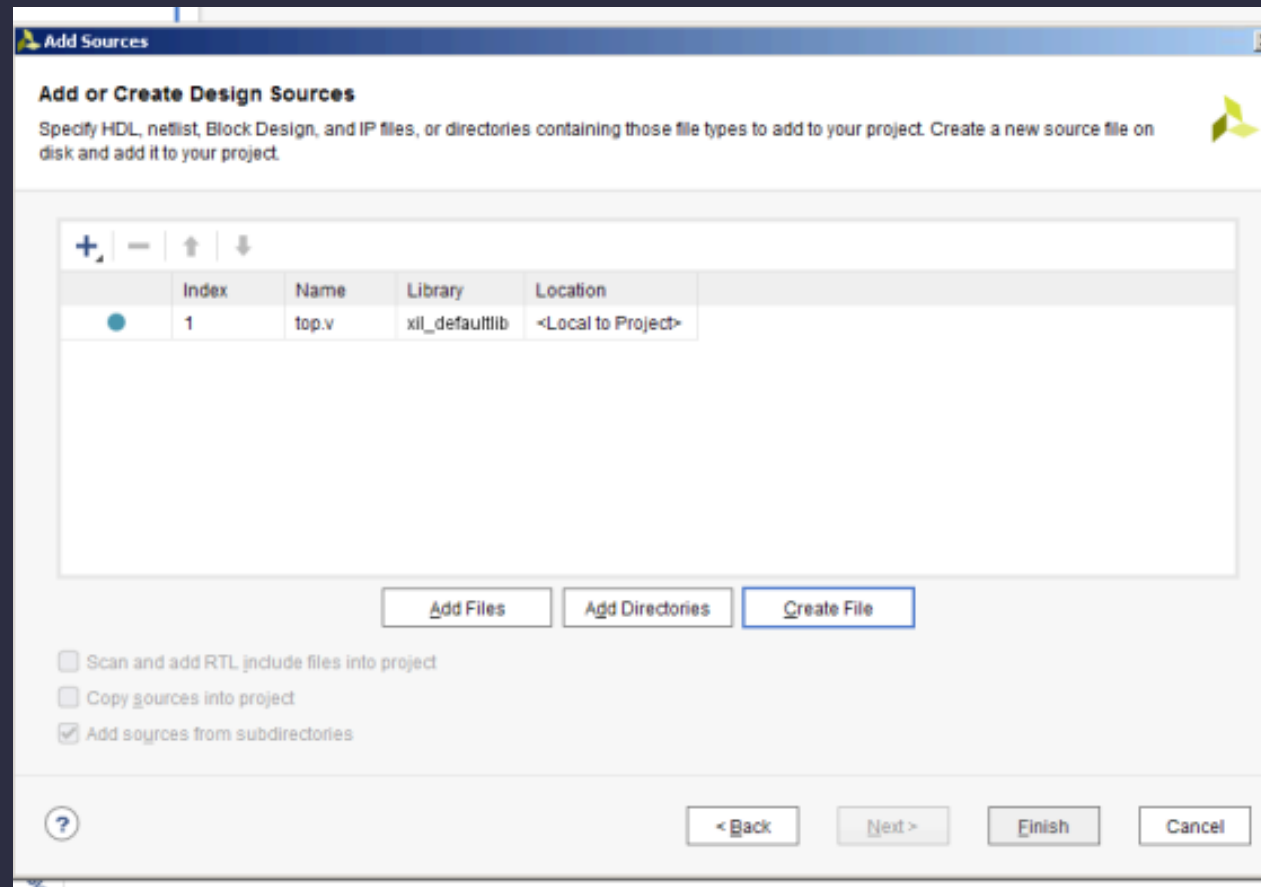 Add Sources
Add or Create Design Sources
Specify HDL, netlist, Block Design, and IP files, or directories containing those file types to add to your project. Create a new source file on
disk and add it to your project.
Index Name Library Location
1 top.v xil_defaultlib <Local to Project>
Add Files Add Directories Create File
Scan and add RTL include files into project
Copy sources into project
Add sources from subdirectories
? < Back Next > Finish Cancel